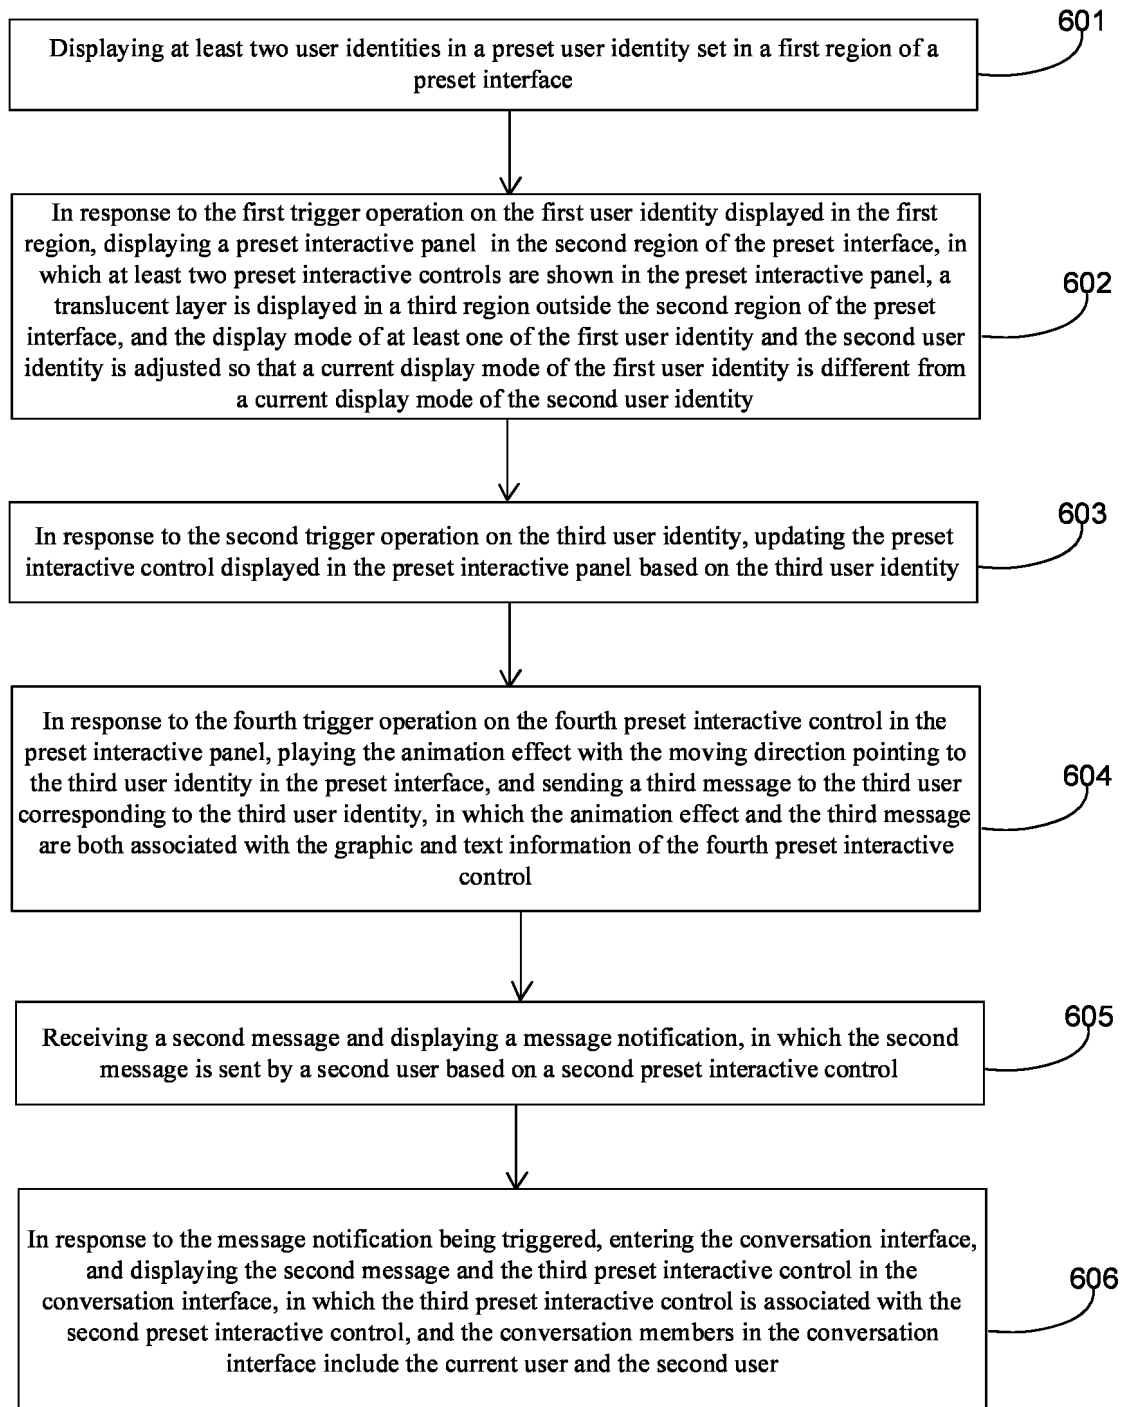 601
Displaying at least two user identities in a preset user identity set in a first region of a
preset interface
In response to the first trigger operation on the first user identity displayed in the first
region, displaying a preset interactive panel in the second region of the preset interface, in
which at least two preset interactive controls are shown in the preset interactive panel, a
translucent layer is displayed in a third region outside the second region of the preset
interface, and the display mode of at least one of the first user identity and the second user
identity is adjusted so that a current display mode of the first user identity is different from
a current display mode of the second user identity
602
In response to the second trigger operation on the third user identity, updating the preset
interactive control displayed in the preset interactive panel based on the third user identity
603
In response to the fourth trigger operation on the fourth preset interactive control in the
preset interactive panel, playing the animation effect with the moving direction pointing to
the third user identity in the preset interface, and sending a third message to the third user
corresponding to the third user identity, in which the animation effect and the third message
are both associated with the graphic and text information of the fourth preset interactive
control
604
Receiving a second message and displaying a message notification, in which the second
message is sent by a second user based on a second preset interactive control
605
In response to the message notification being triggered, entering the conversation interface,
and displaying the second message and the third preset interactive control in the
conversation interface, in which the third preset interactive control is associated with the
second preset interactive control, and the conversation members in the conversation
interface include the current user and the second user
606